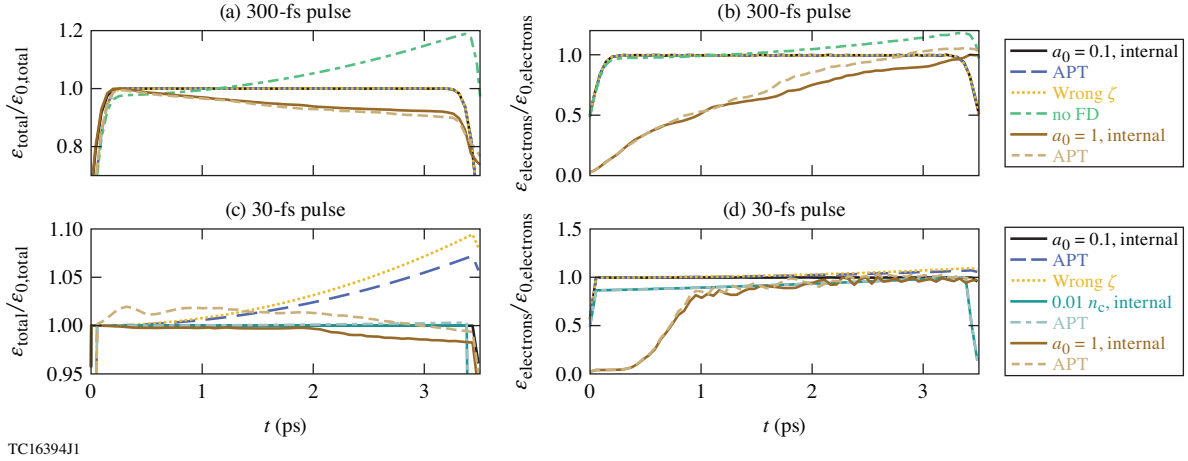 (a) 300-fs pulse
(b) 300-fs pulse
ε_total/ε_0,total
1.2
1.0
0.8
ε_electrons/ε_0,electrons
1.0
0.5
0.0
a_0 = 0.1, internal
APT
Wrong ζ
no FD
a_0 = 1, internal
APT
(c) 30-fs pulse
(d) 30-fs pulse
ε_total/ε_0,total
1.10
1.05
1.00
0.95
0 1 2 3
t (ps)
ε_electrons/ε_0,electrons
1.5
1.0
0.5
0.0
0 1 2 3
t (ps)
a_0 = 0.1, internal
APT
Wrong ζ
0.01 n_c, internal
APT
a_0 = 1, internal
APT
TC16394J1